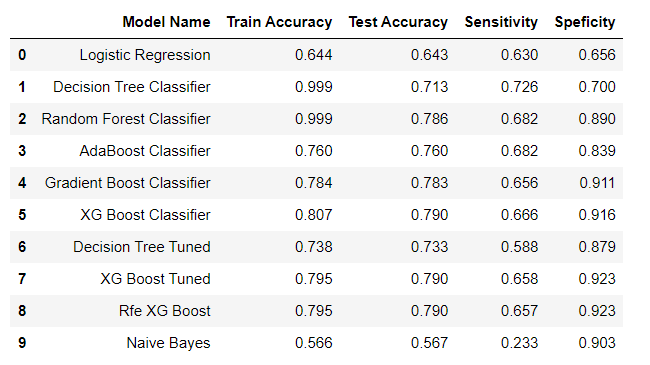 Model Name Train Accuracy Test Accuracy Sensitivity Speficity
0 Logistic Regression 0.644 0.643 0.630 0.656
1 Decision Tree Classifier 0.999 0.713 0.726 0.700
2 Random Forest Classifier 0.999 0.786 0.682 0.890
3 AdaBoost Classifier 0.760 0.760 0.682 0.839
4 Gradient Boost Classifier 0.784 0.783 0.656 0.911
5 XG Boost Classifier 0.807 0.790 0.666 0.916
6 Decision Tree Tuned 0.738 0.733 0.588 0.879
7 XG Boost Tuned 0.795 0.790 0.658 0.923
8 Rfe XG Boost 0.795 0.790 0.657 0.923
9 Naive Bayes 0.566 0.567 0.233 0.903